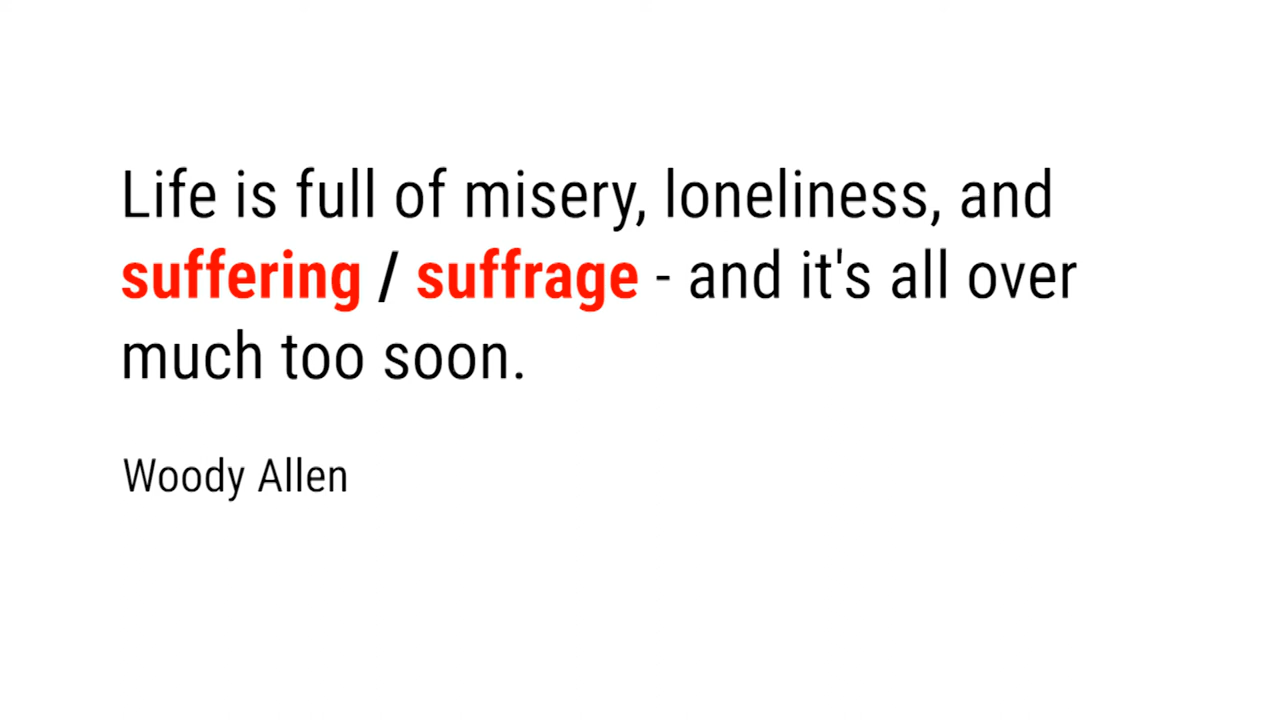 Life is full of misery, loneliness, and
suffering / suffrage - and it's all over
much too soon.
Woody Allen